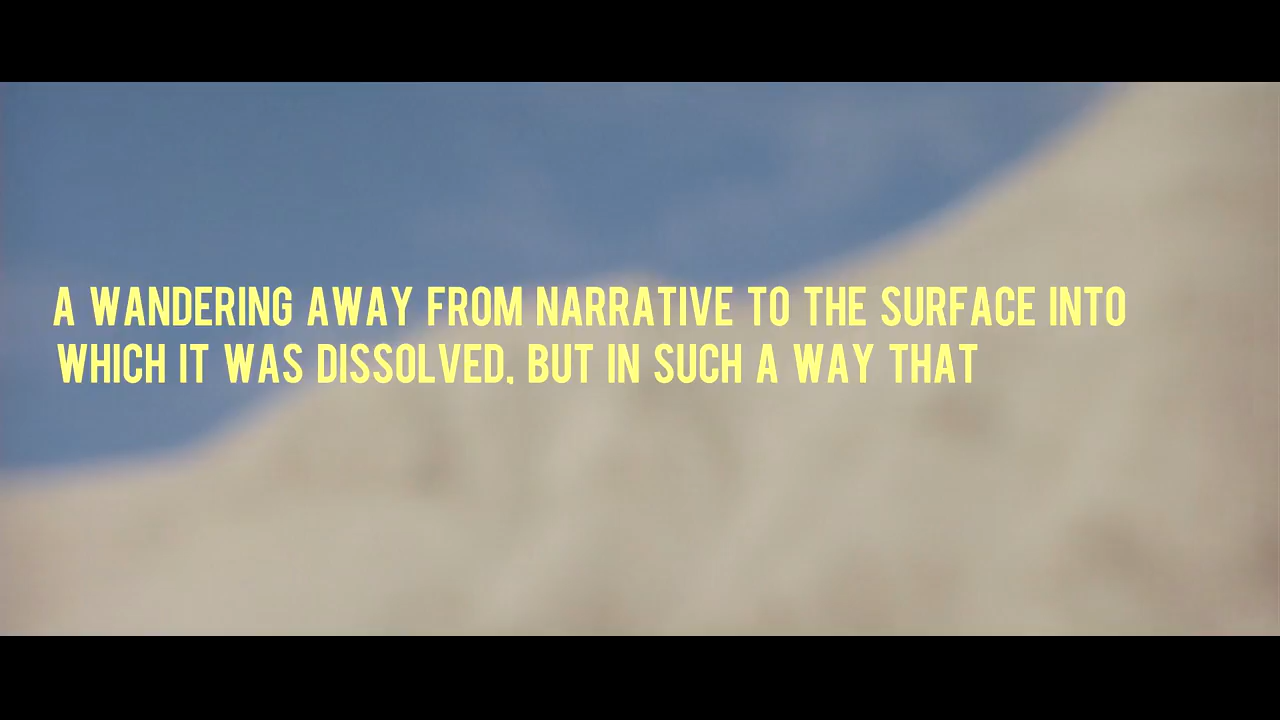 A WANDERING AWAY FROM NARRATIVE TO THE SURFACE INTO
WHICH IT WAS DISSOLVED, BUT IN SUCH A WAY THAT